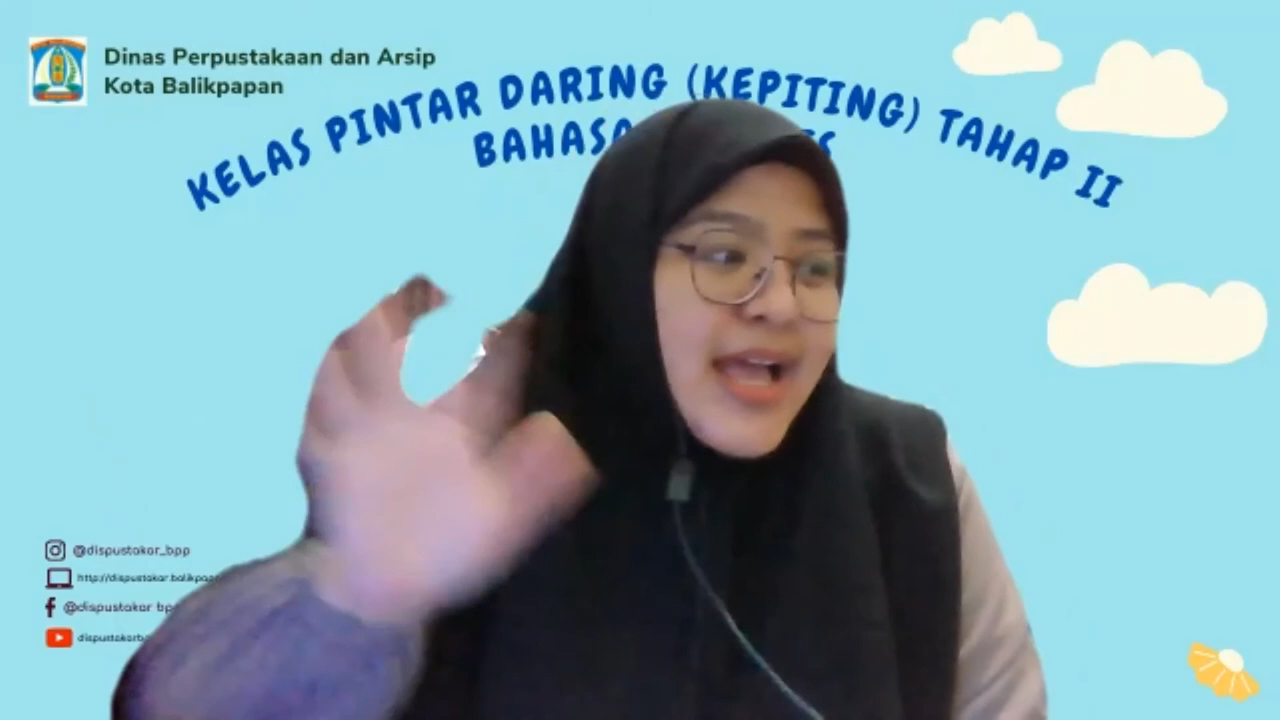 Dinas Perpustakaan dan Arsip
Kota Balikpapan
KELAS PINTAR DARING (KEPITING) TAHAP II
BAHASA
@dispustakar_bpp
@dispustakar